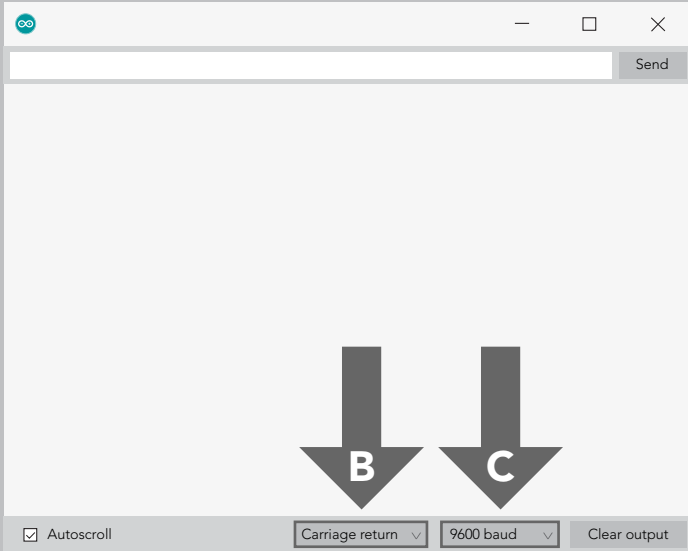 Send
B
C
Autoscroll
Carriage return
9600 baud
Clear output